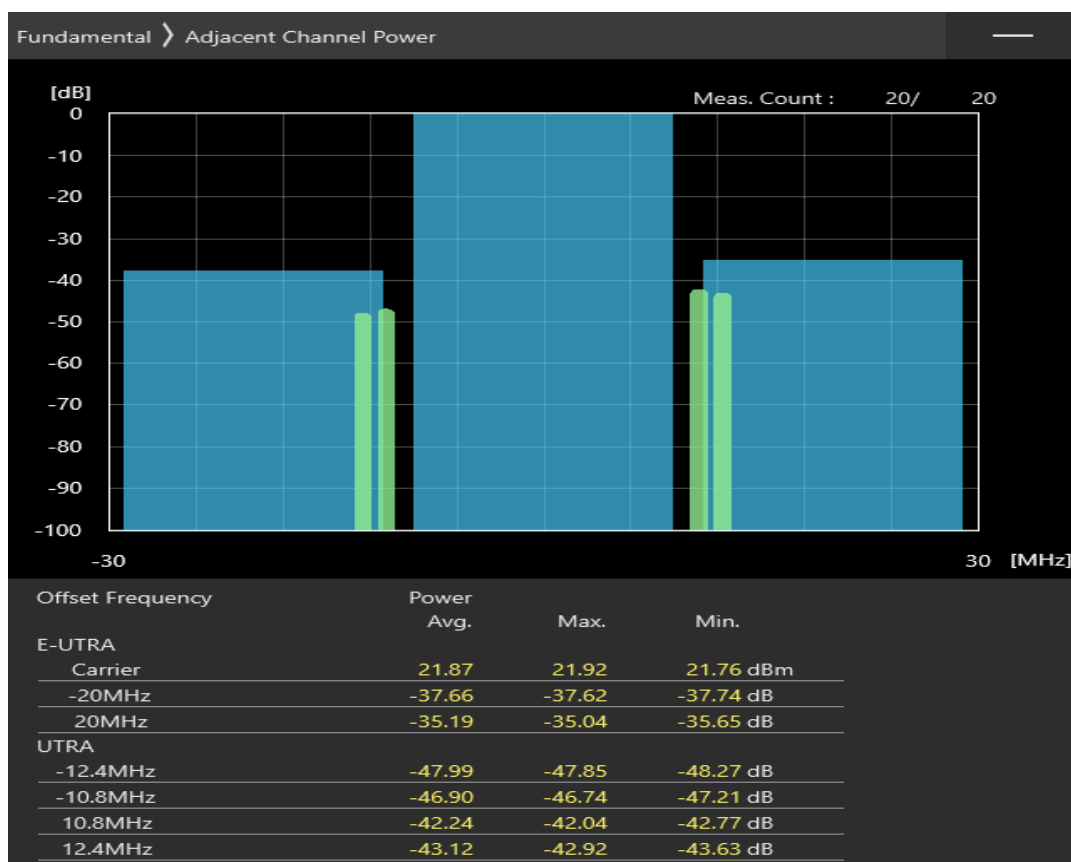 Fundamental ❯ Adjacent Channel Power
[dB]
Meas. Count : 20/ 20
0
-10
-20
-30
-40
-50
-60
-70
-80
-90
-100
-30 30 [MHz]
Offset Frequency Power
Avg. Max. Min.
E-UTRA
Carrier 21.87 21.92 21.76 dBm
-20MHz -37.66 -37.62 -37.74 dB
20MHz -35.19 -35.04 -35.65 dB
UTRA
-12.4MHz -47.99 -47.85 -48.27 dB
-10.8MHz -46.90 -46.74 -47.21 dB
10.8MHz -42.24 -42.04 -42.77 dB
12.4MHz -43.12 -42.92 -43.63 dB